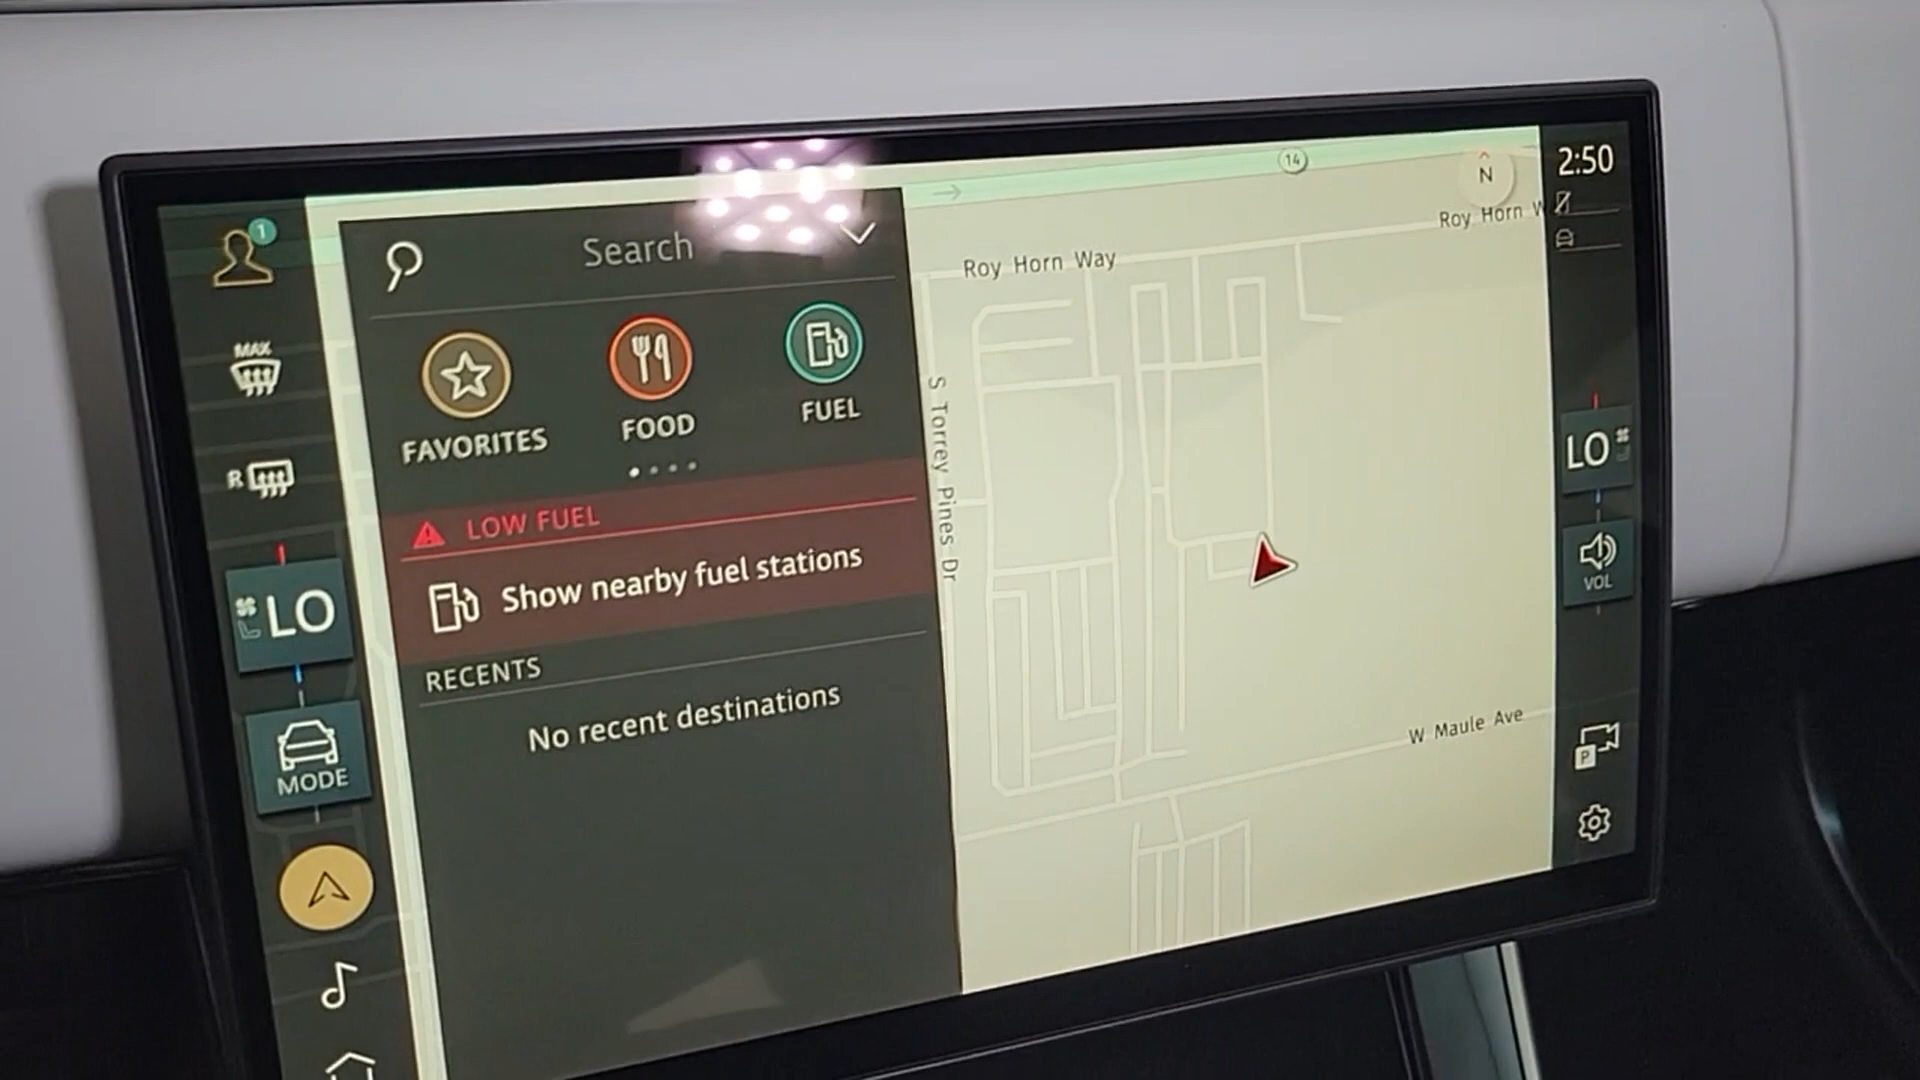 2:50
1
Search
14
N
Roy Horn W
Roy Horn Way
MAX
R
FAVORITES
FOOD
FUEL
S Torrey Pines Dr
LOW FUEL
Show nearby fuel stations
RECENTS
No recent destinations
LO
MODE
LO
VOL
W Maule Ave
P